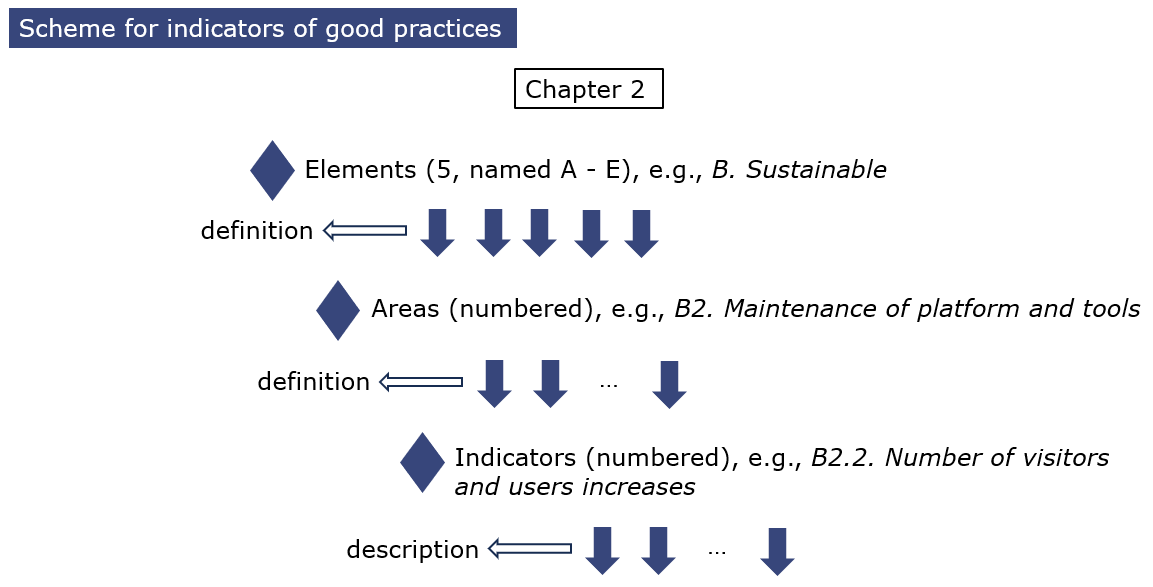 Scheme for indicators of good practices
Chapter 2
Elements (5, named A - E), e.g., B. Sustainable
definition
Areas (numbered), e.g., B2. Maintenance of platform and tools
definition
...
Indicators (numbered), e.g., B2.2. Number of visitors
and users increases
description
...